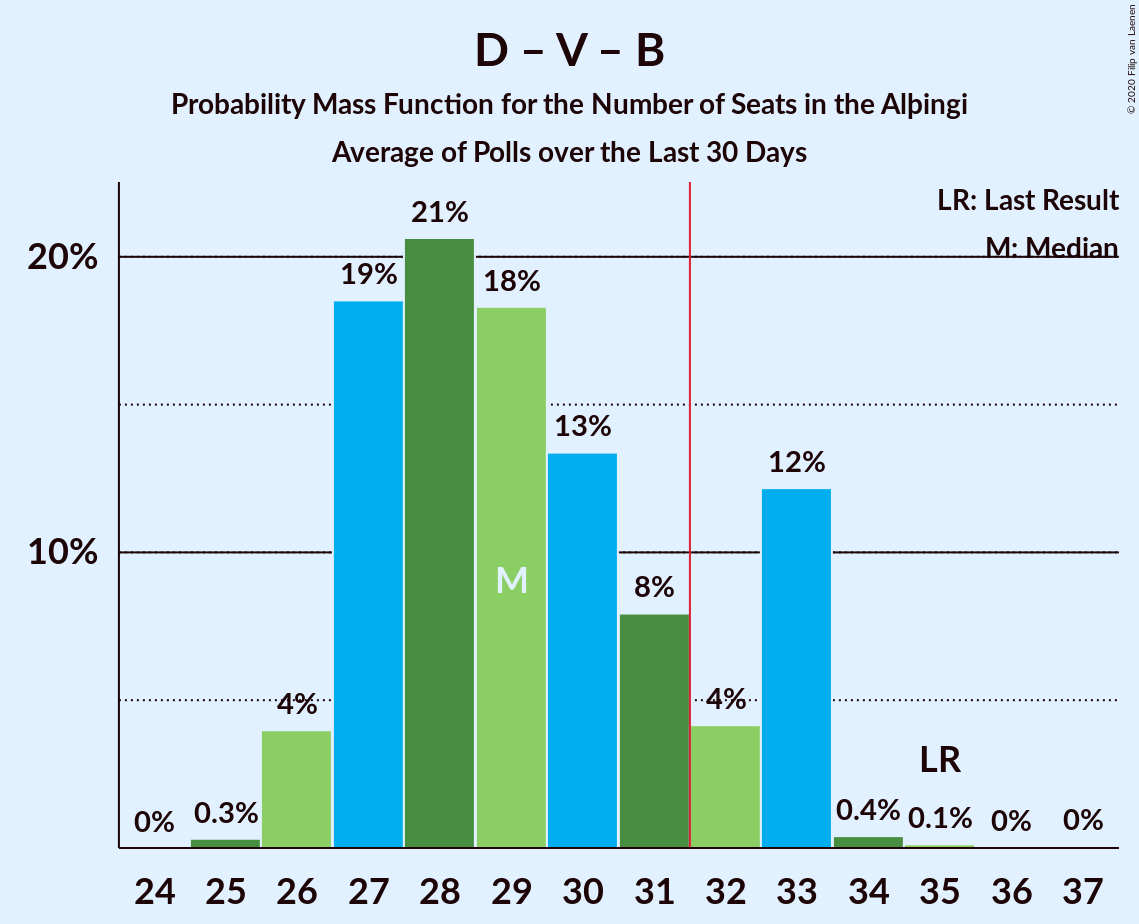 D – V – B
Probability Mass Function for the Number of Seats in the Alþingi
Average of Polls over the Last 30 Days
© 2020 Filip van Laenen
LR: Last Result
M: Median
20%
10%
0%
0.3%
4%
19%
21%
18%
13%
8%
4%
12%
0.4%
0.1%
0%
0%
M
LR
24 25 26 27 28 29 30 31 32 33 34 35 36 37